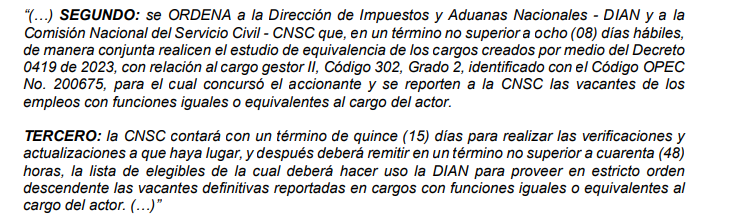 “(…) SEGUNDO: se ORDENA a la Dirección de Impuestos y Aduanas Nacionales - DIAN y a la
Comisión Nacional del Servicio Civil - CNSC que, en un término no superior a ocho (08) días hábiles,
de manera conjunta realicen el estudio de equivalencia de los cargos creados por medio del Decreto
0419 de 2023, con relación al cargo gestor II, Código 302, Grado 2, identificado con el Código OPEC
No. 200675, para el cual concursó el accionante y se reporten a la CNSC las vacantes de los
empleos con funciones iguales o equivalentes al cargo del actor.
TERCERO: la CNSC contará con un término de quince (15) días para realizar las verificaciones y
actualizaciones a que haya lugar, y después deberá remitir en un término no superior a cuarenta (48)
horas, la lista de elegibles de la cual deberá hacer uso la DIAN para proveer en estricto orden
descendente las vacantes definitivas reportadas en cargos con funciones iguales o equivalentes al
cargo del actor. (…)”